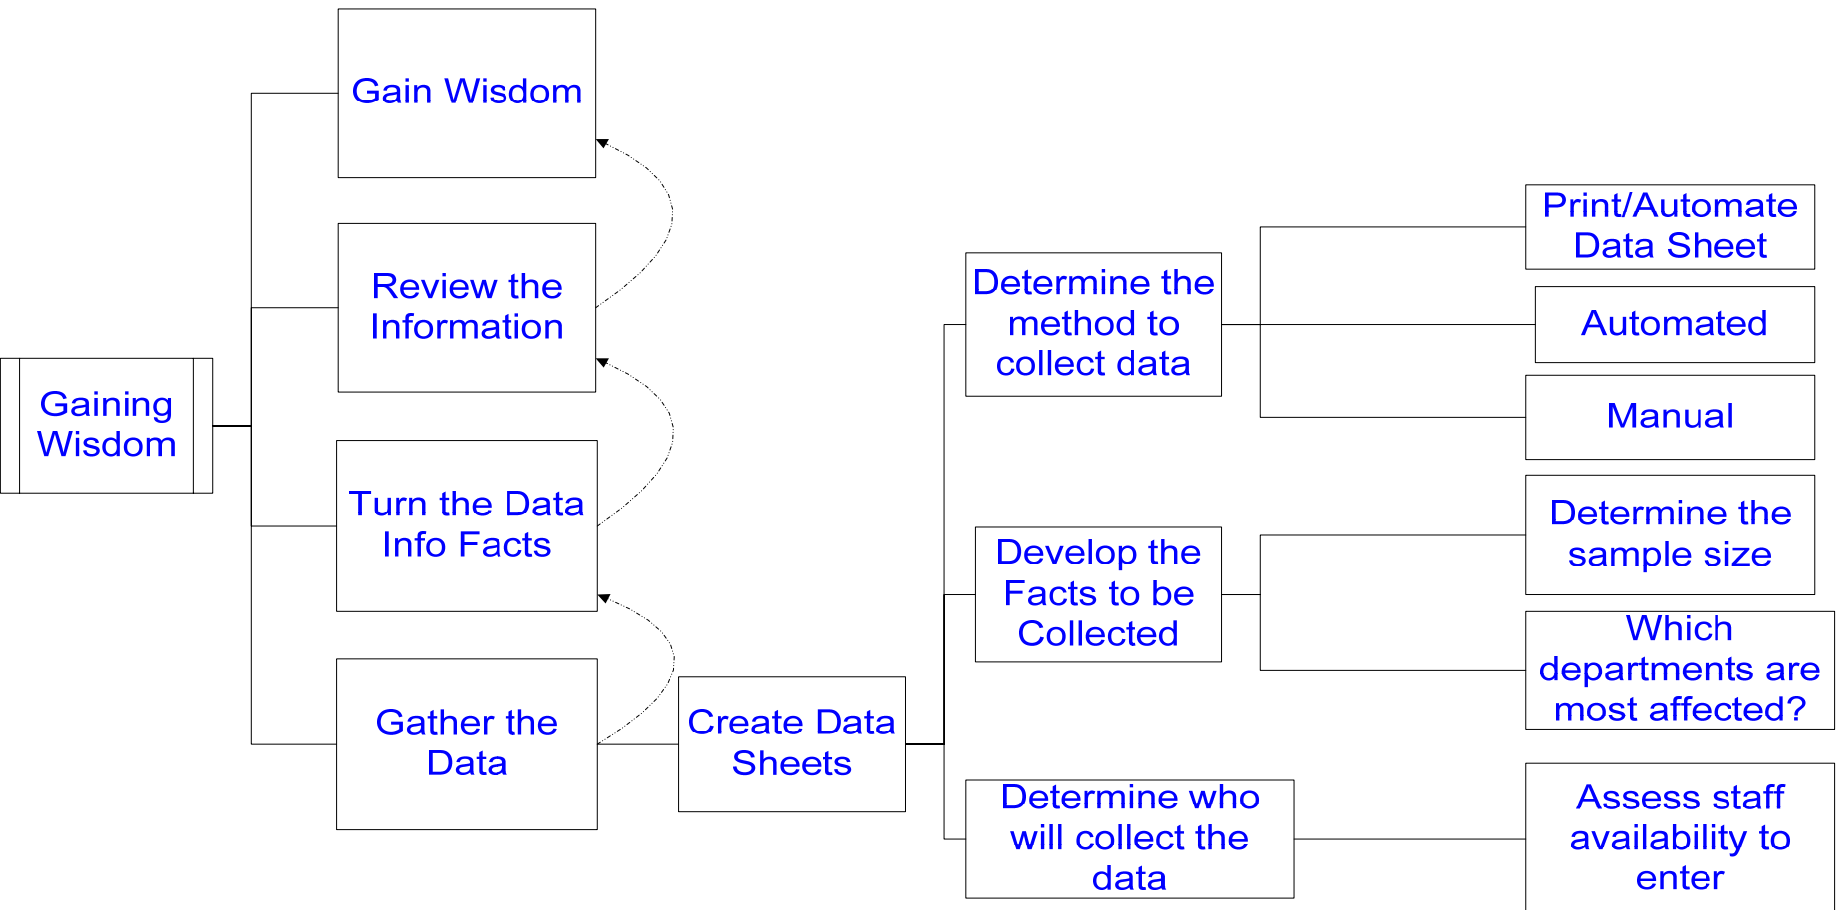 Gaining
Wisdom
Gain Wisdom
Review the
Information
Turn the Data
Info Facts
Gather the
Data
Create Data
Sheets
Determine the
method to
collect data
Develop the
Facts to be
Collected
Determine who
will collect the
data
Print/Automate
Data Sheet
Automated
Manual
Determine the
sample size
Which
departments are
most affected?
Assess staff
availability to
enter